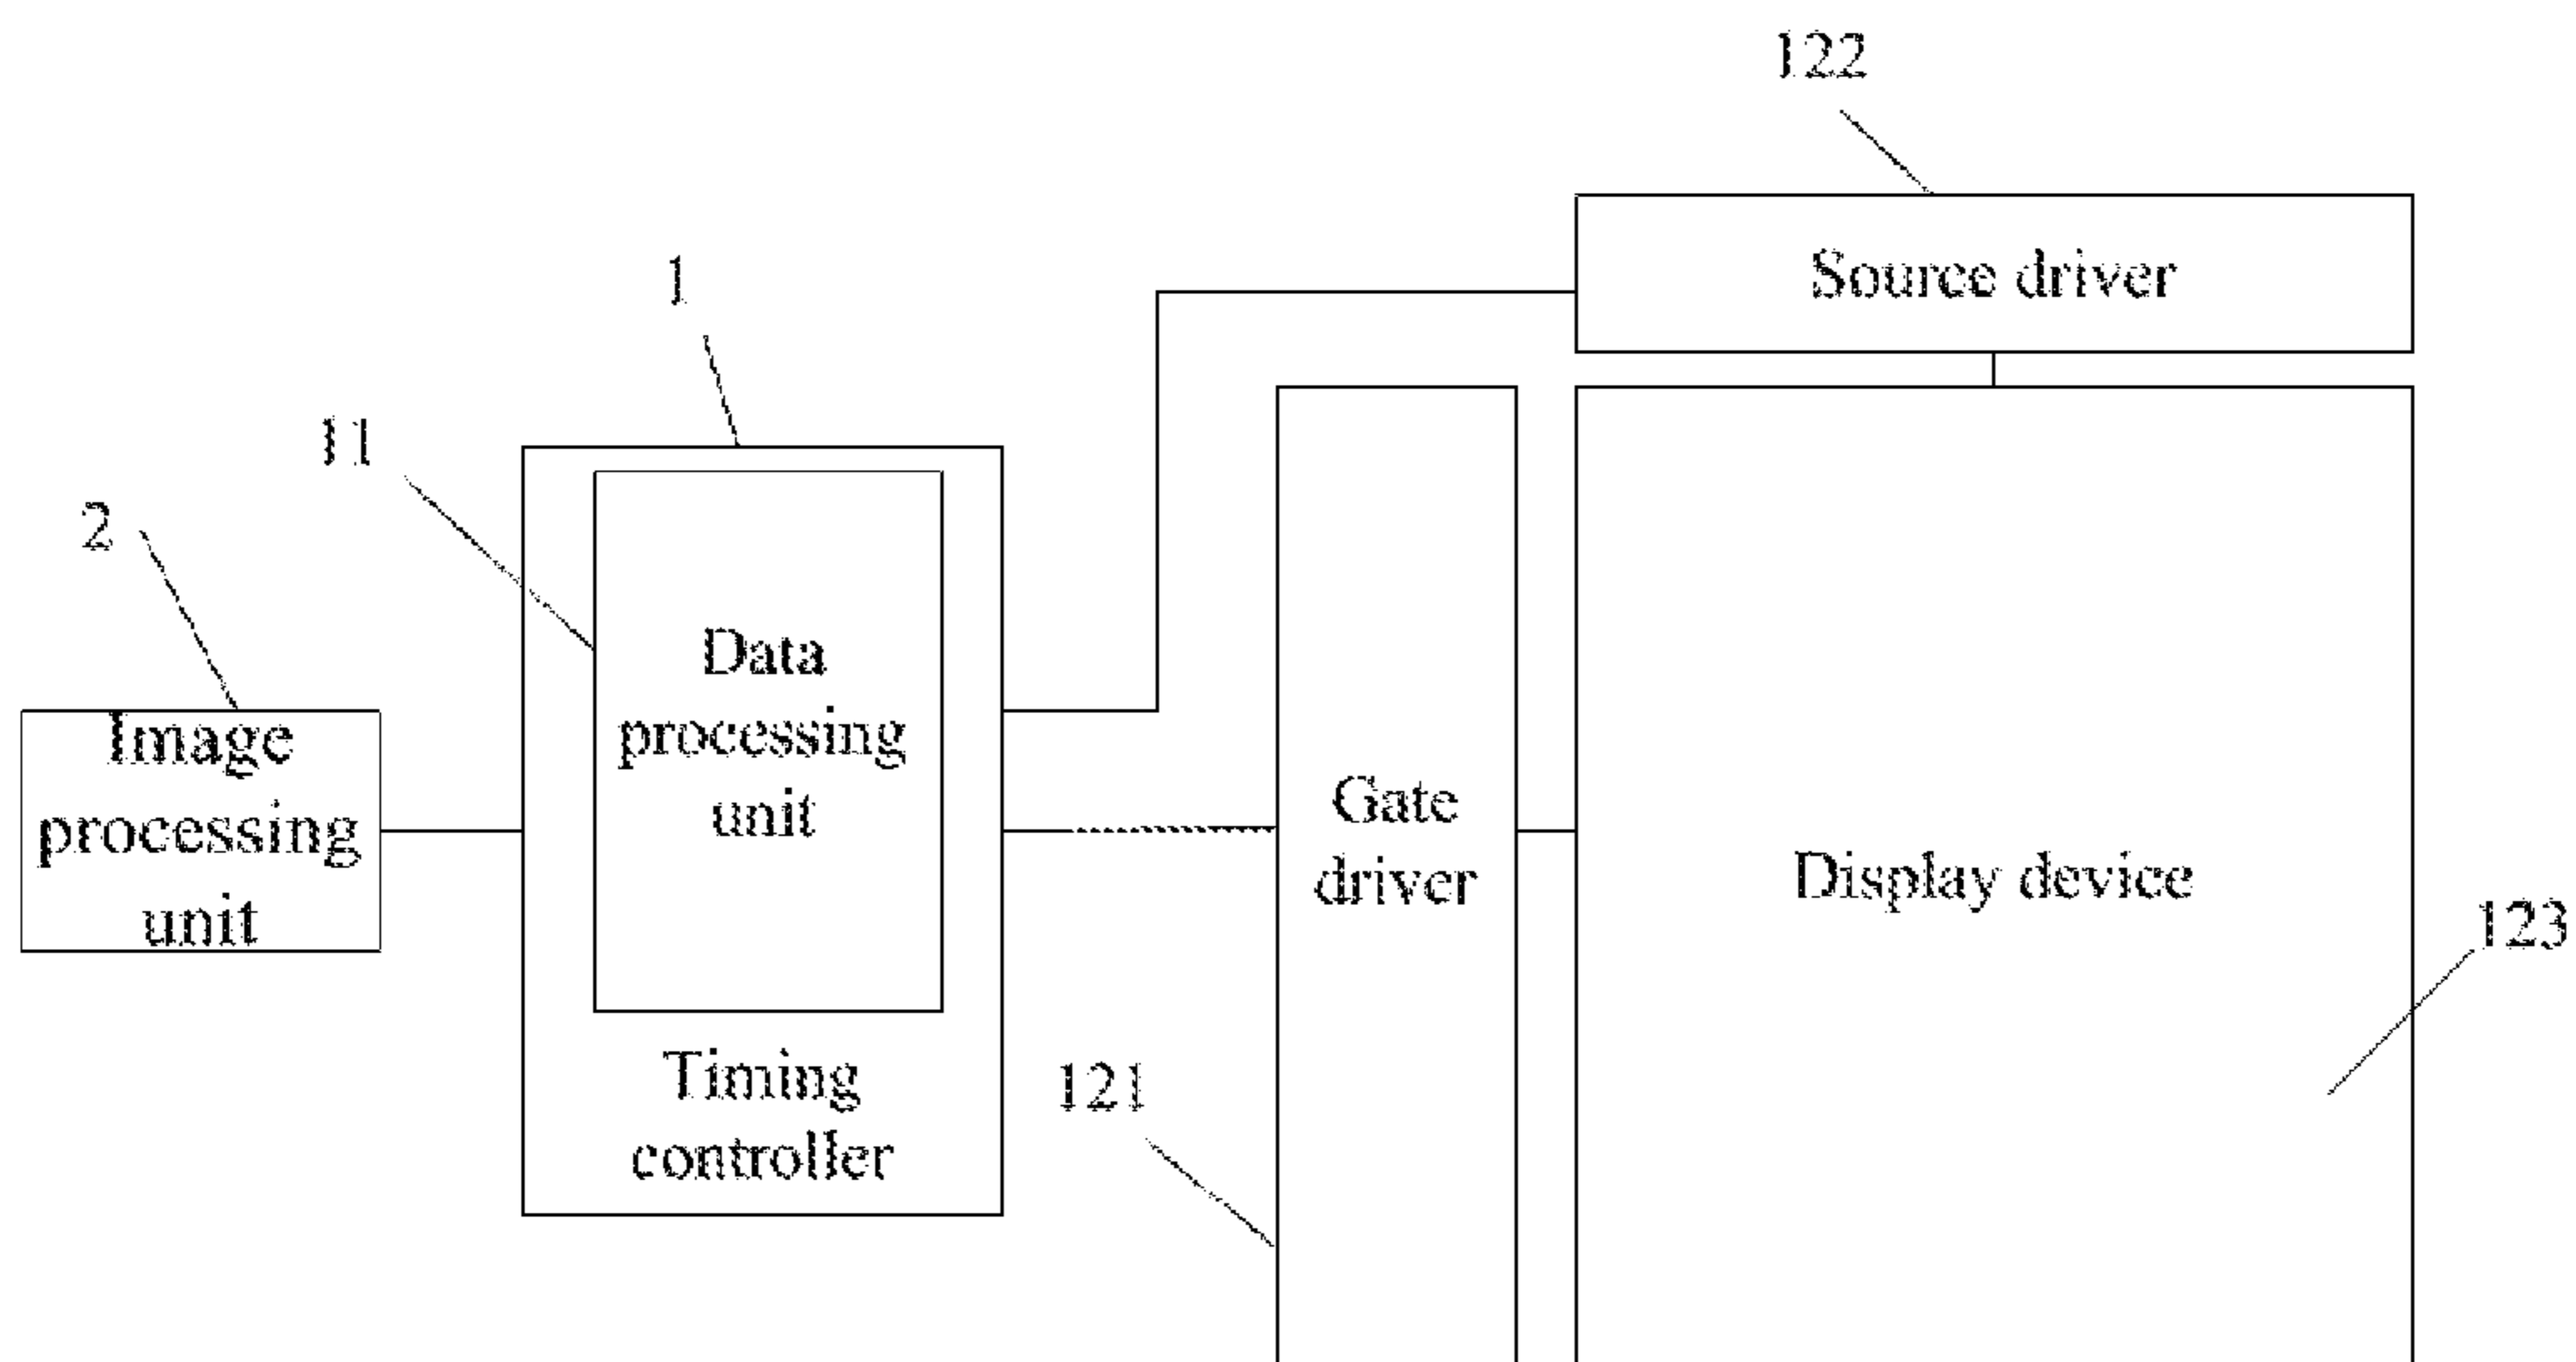 122
Source driver
1
11
2
Data
processing
unit
Image
processing
unit
Timing
controller
Gate
driver
Display device
123
121